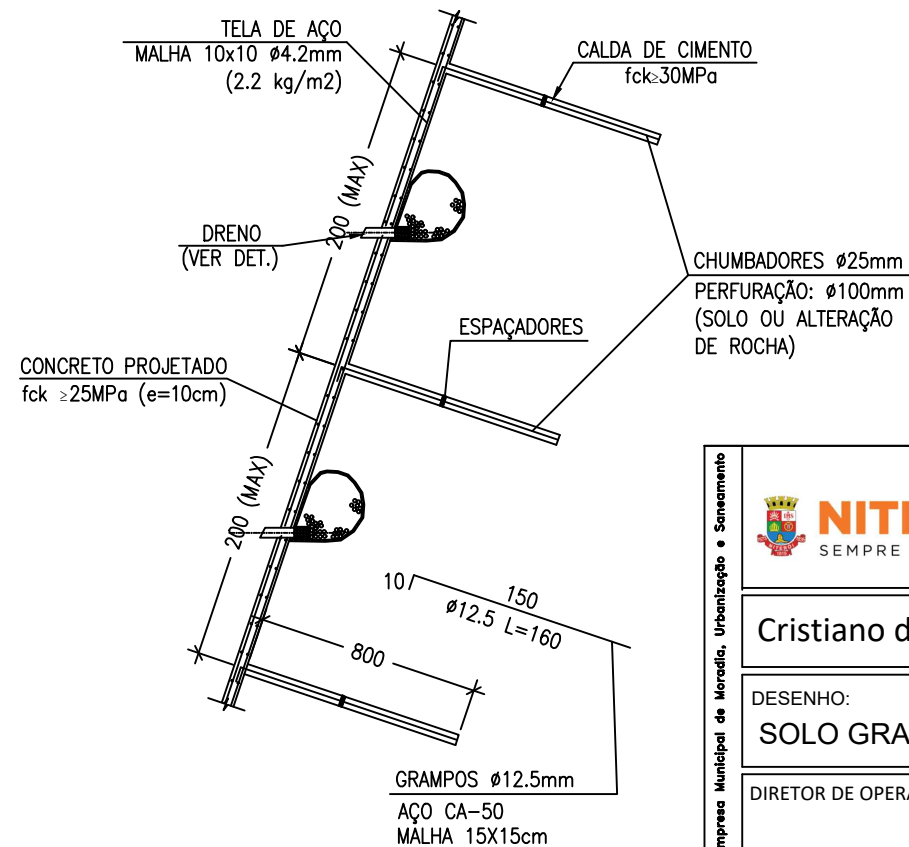 TELA DE AÇO
MALHA 10x10 ø4.2mm
(2.2 kg/m2)
CALDA DE CIMENTO
fck≥30MPa
200 (MAX)
DRENO
(VER DET.)
CHUMBADORES ø25mm
PERFURAÇÃO: ø100mm
(SOLO OU ALTERAÇÃO
DE ROCHA)
ESPAÇADORES
CONCRETO PROJETADO
fck ≥25MPa (e=10cm)
200 (MAX)
10
150
ø12.5 L=160
800
GRAMPOS ø12.5mm
AÇO CA-50
MALHA 15X15cm
Municipal de Moradia, Urbanização e Saneamento
SEMPRE
Cristiano d
DESENHO:
SOLO GRA
DIRETOR DE OPERA